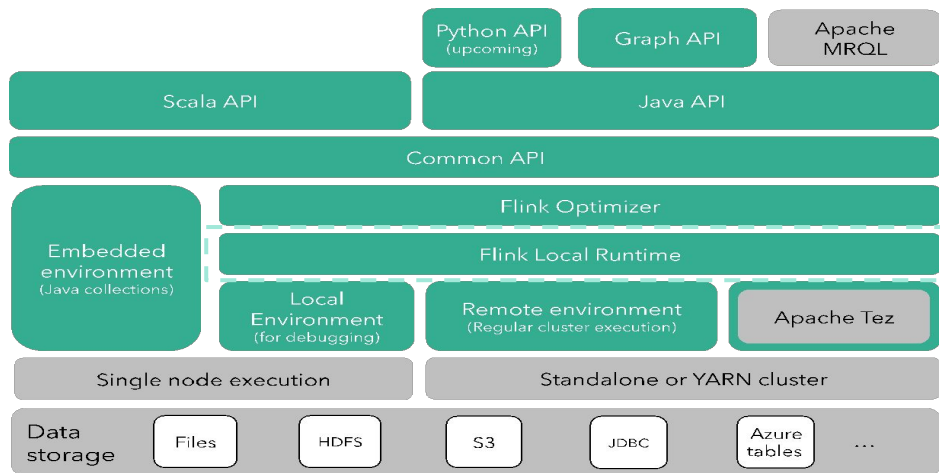 Python API
(upcoming)
Graph API
Apache
MRQL
Scala API
Java API
Common API
Flink Optimizer
Embedded
environment
(Java collections)
Flink Local Runtime
Local
Environment
(for debugging)
Remote environment
(Regular cluster execution)
Apache Tez
Single node execution
Standalone or YARN cluster
Data
storage
Files
HDFS
S3
JDBC
Azure
tables
...